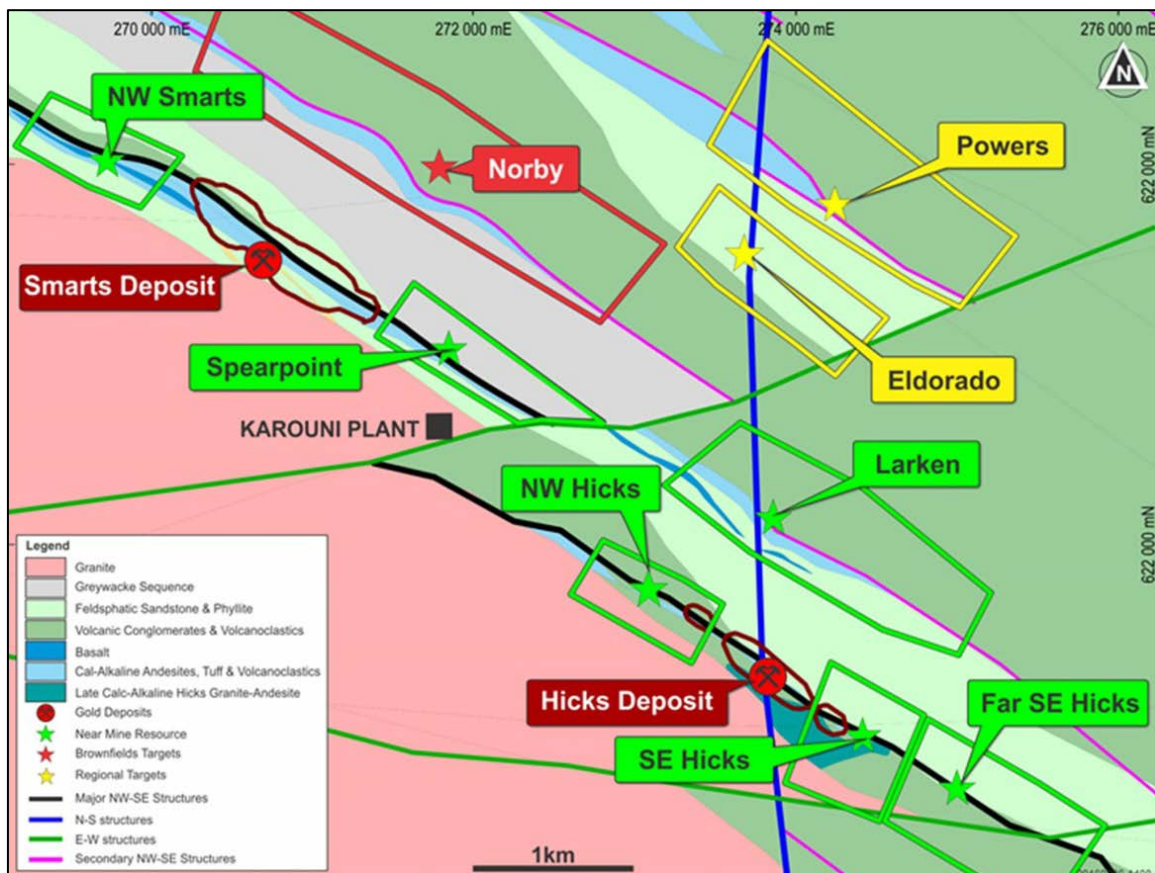 270 000 mE
272 000 mE
274 000 mE
276 000 mE
N
NW Smarts
Norby
Powers
622 000 mN
Smarts Deposit
Spearpoint
Eldorado
KAROUNI PLANT
Larken
NW Hicks
622 000 mN
Hicks Deposit
Far SE Hicks
SE Hicks
Legend
Granite
Greywacke Sequence
Feldsphatic Sandstone & Phyllite
Volcanic Conglomerates & Volcanoclastics
Basalt
Cal-Alkaline Andesites, Tuff & Volcanoclastics
Late Calc-Alkaline Hicks Granite-Andesite
Gold Deposits
Near Mine Resource
Brownfields Targets
Regional Targets
Major NW-SE Structures
N-S structures
E-W structures
Secondary NW-SE Structures
1km